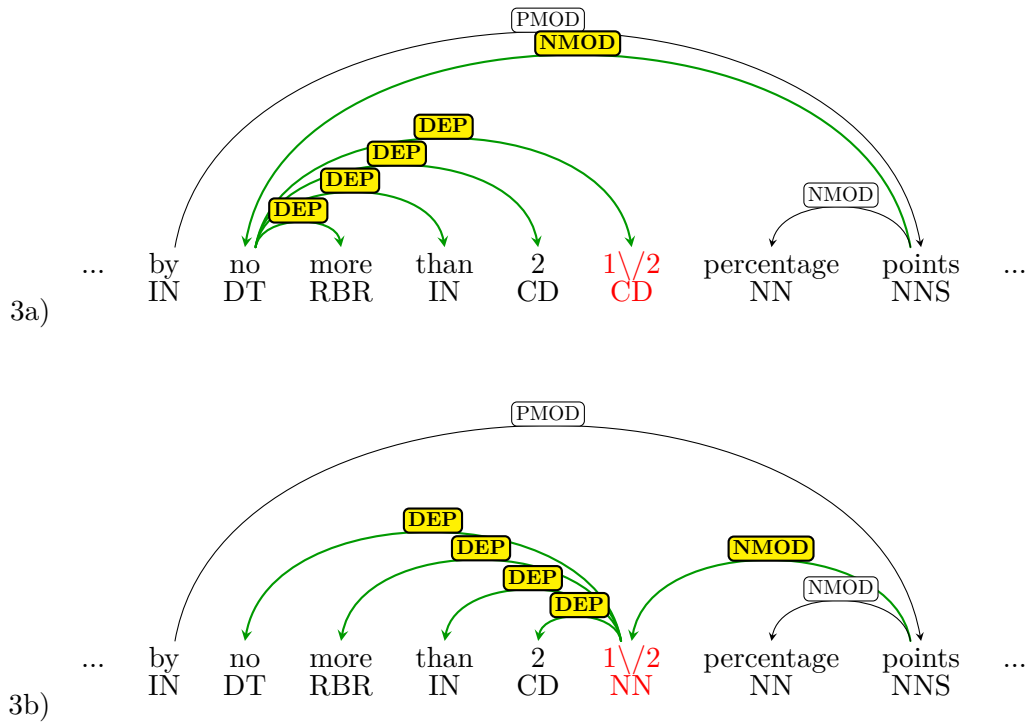 PMOD
NMOD
DEP
DEP
DEP
DEP
NMOD
... by no more than 2 1\/2 percentage points ...
IN DT RBR IN CD CD NN NNS
3a)
PMOD
DEP
DEP
NMOD
DEP
NMOD
DEP
... by no more than 2 1\/2 percentage points ...
IN DT RBR IN CD NN NN NNS
3b)